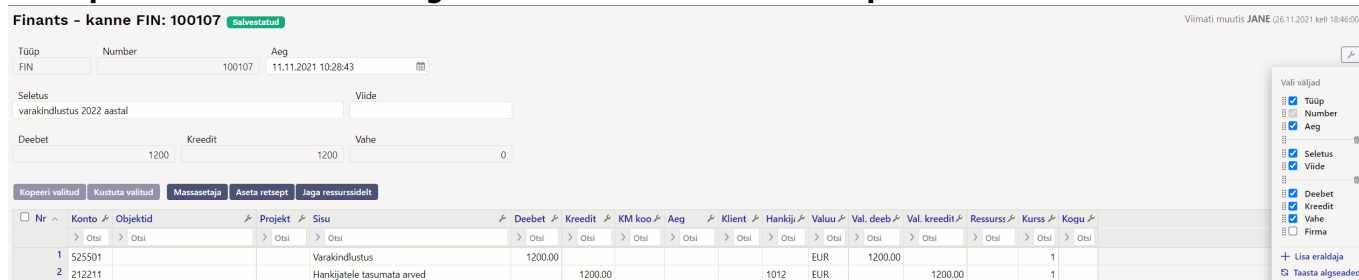 Finants - kanne FIN: 100107 Salvestatud
Viimati muutis JANE (26.11.2021 kell 18:46:00
Tüüp Number Aeg
FIN 100107 11.11.2021 10:28:43
Seletus Viide
varakindlustus 2022 aastal
Deebet Kreedit Vahe
1200 1200 0
Kopeeri valitud Kustuta valitud Massasetaja Aseta retsept Jaga ressurssidelt
Nr Konto Objektid Projekt Sisu Deebet Kreedit KM koo Aeg Klient Hankija Valuu Val. deeb Val. kreedit Ressurss Kurss Kogu
Otsi Otsi Otsi Otsi Otsi Otsi Otsi Otsi Otsi Otsi Otsi Otsi Otsi Otsi Otsi Otsi
1 525501 Varakindlustus 1200.00 EUR 1200.00 1
2 212211 Hankijatele tasumata arved 1200.00 1012 EUR 1200.00 1
Vali väljad
Tüüp
Number
Aeg
Seletus
Viide
Deebet
Kreedit
Vahe
Firma
+ Lisa eraldaja
Taasta algseaded